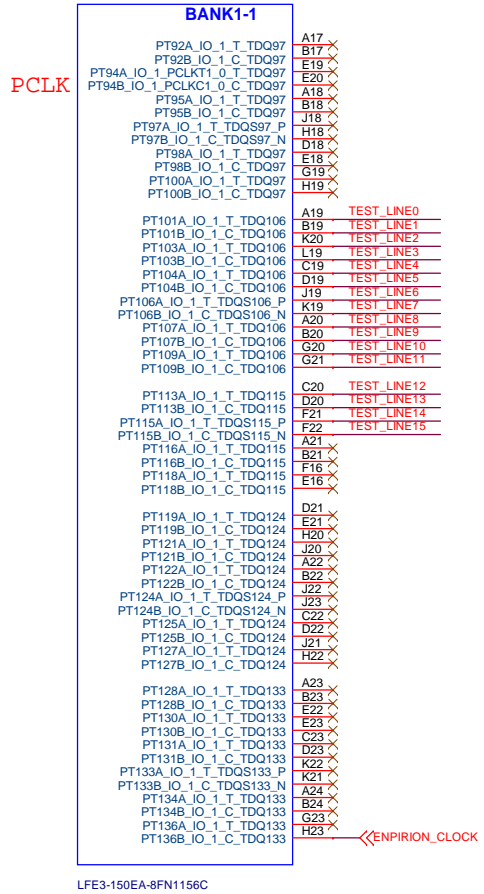 BANK1-1
PCLK
PT92A_IO_1_T_TDQ97 A17
PT92B_IO_1_C_TDQ97 B17
PT94A_IO_1_PCLKT1_0_T_TDQ97 E19
PT94B_IO_1_PCLKC1_0_C_TDQ97 E20
PT95A_IO_1_T_TDQ97 A18
PT95B_IO_1_C_TDQ97 B18
PT97A_IO_1_T_TDQS97_P J18
PT97B_IO_1_C_TDQS97_N H18
PT98A_IO_1_T_TDQ97 D18
PT98B_IO_1_C_TDQ97 E18
PT100A_IO_1_T_TDQ97 G19
PT100B_IO_1_C_TDQ97 H19
PT101A_IO_1_T_TDQ106 A19 TEST_LINE0
PT101B_IO_1_C_TDQ106 B19 TEST_LINE1
PT103A_IO_1_T_TDQ106 K20 TEST_LINE2
PT103B_IO_1_C_TDQ106 L19 TEST_LINE3
PT104A_IO_1_T_TDQ106 C19 TEST_LINE4
PT104B_IO_1_C_TDQ106 D19 TEST_LINE5
PT106A_IO_1_T_TDQS106_P J19 TEST_LINE6
PT106B_IO_1_C_TDQS106_N K19 TEST_LINE7
PT107A_IO_1_T_TDQ106 A20 TEST_LINE8
PT107B_IO_1_C_TDQ106 B20 TEST_LINE9
PT109A_IO_1_T_TDQ106 G20 TEST_LINE10
PT109B_IO_1_C_TDQ106 G21 TEST_LINE11
PT113A_IO_1_T_TDQ115 C20 TEST_LINE12
PT113B_IO_1_C_TDQ115 D20 TEST_LINE13
PT115A_IO_1_T_TDQS115_P F21 TEST_LINE14
PT115B_IO_1_C_TDQS115_N F22 TEST_LINE15
PT116A_IO_1_T_TDQ115 A21
PT116B_IO_1_C_TDQ115 B21
PT118A_IO_1_T_TDQ115 F16
PT118B_IO_1_C_TDQ115 E16
PT119A_IO_1_T_TDQ124 D21
PT119B_IO_1_C_TDQ124 E21
PT121A_IO_1_T_TDQ124 H20
PT121B_IO_1_C_TDQ124 J20
PT122A_IO_1_T_TDQ124 A22
PT122B_IO_1_C_TDQ124 B22
PT124A_IO_1_T_TDQS124_P J22
PT124B_IO_1_C_TDQS124_N J23
PT125A_IO_1_T_TDQ124 C22
PT125B_IO_1_C_TDQ124 D22
PT127A_IO_1_T_TDQ124 J21
PT127B_IO_1_C_TDQ124 H22
PT128A_IO_1_T_TDQ133 A23
PT128B_IO_1_C_TDQ133 B23
PT130A_IO_1_T_TDQ133 E22
PT130B_IO_1_C_TDQ133 E23
PT131A_IO_1_T_TDQ133 C23
PT131B_IO_1_C_TDQ133 D23
PT133A_IO_1_T_TDQS133_P K22
PT133B_IO_1_C_TDQS133_N K21
PT134A_IO_1_T_TDQ133 A24
PT134B_IO_1_C_TDQ133 B24
PT136A_IO_1_T_TDQ133 G23
PT136B_IO_1_C_TDQ133 H23 ENPIRION_CLOCK
LFE3-150EA-8FN1156C